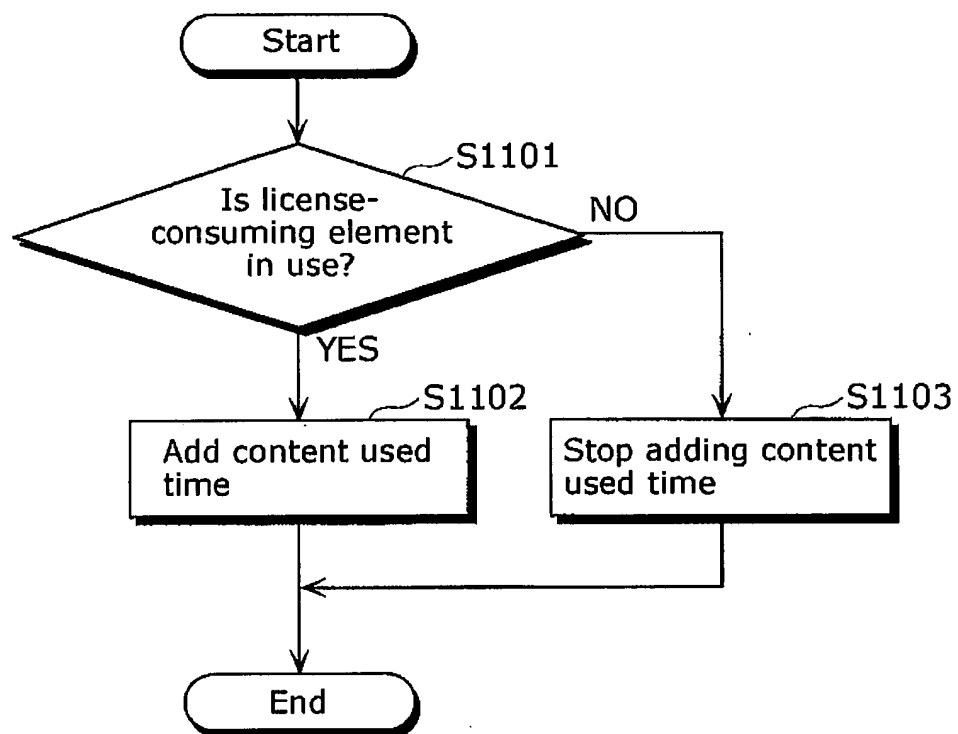 Start
S1101
Is license-
consuming element
in use?
NO
YES
S1102
Add content used
time
S1103
Stop adding content
used time
End